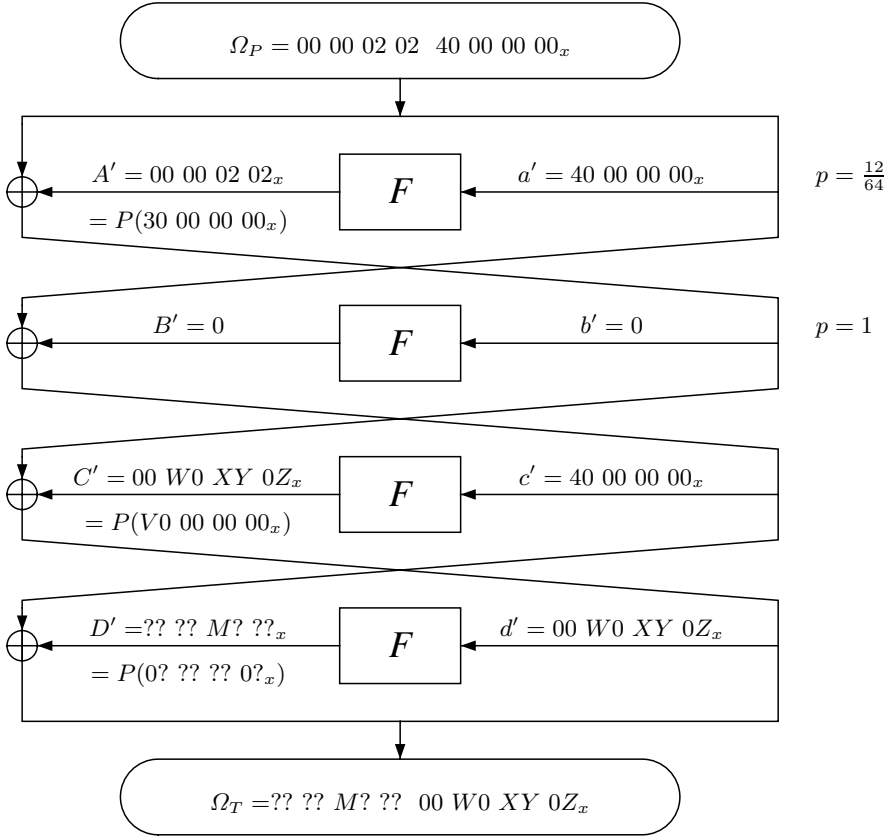 Ω_P = 00 00 02 02 40 00 00 00_x
A′ = 00 00 02 02_x F a′ = 40 00 00 00_x p = 12/64
= P(30 00 00 00_x)
B′ = 0 F b′ = 0 p = 1
C′ = 00 W0 XY 0Z_x F c′ = 40 00 00 00_x
= P(V0 00 00 00_x)
D′ =?? ?? M? ??_x F d′ = 00 W0 XY 0Z_x
= P(0? ?? ?? 0?_x)
Ω_T =?? ?? M? ?? 00 W0 XY 0Z_x